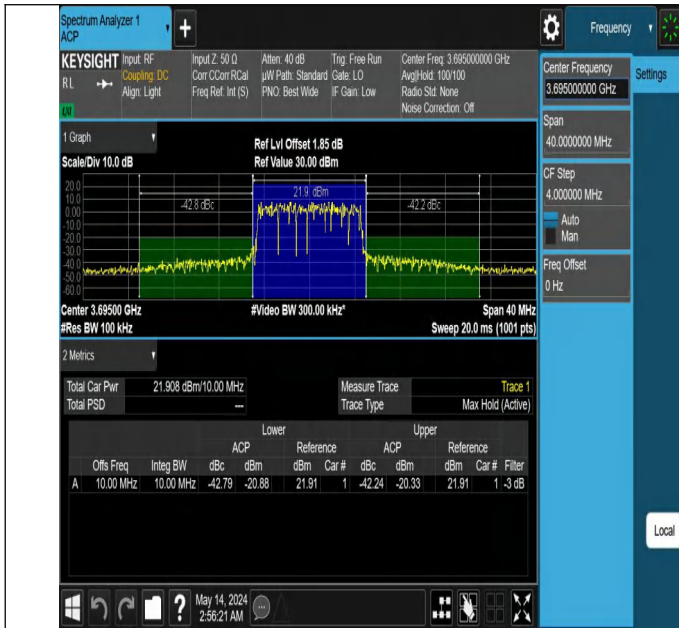 Spectrum Analyzer 1
ACP
Frequency
KEYSIGHT
RL
Input: RF
Coupling: DC
Align: Light
Input Z: 50 Ω
Corr CCorr RCal
Freq Ref: Int (S)
Atten: 40 dB
µW Path: Standard
PNO: Best Wide
Trig: Free Run
Gate: LO
IF Gain: Low
Center Freq: 3.695000000 GHz
Avg|Hold: 100/100
Radio Std: None
Noise Correction: Off
1 Graph
Scale/Div 10.0 dB
Ref Lvl Offset 1.85 dB
Ref Value 30.00 dBm
20.0
10.0
0.00
-10.0
-20.0
-30.0
-40.0
-50.0
-60.0
-42.8 dBc
21.9 dBm
-42.2 dBc
Center 3.69500 GHz
#Video BW 300.00 kHz*
Span 40 MHz
#Res BW 100 kHz
Sweep 20.0 ms (1001 pts)
2 Metrics
Total Car Pwr 21.908 dBm/10.00 MHz
Total PSD ---
Measure Trace Trace 1
Trace Type Max Hold (Active)
Lower Upper
ACP Reference ACP Reference
Offs Freq Integ BW dBc dBm dBm Car # dBc dBm dBm Car # Filter
A 10.00 MHz 10.00 MHz -42.79 -20.88 21.91 1 -42.24 -20.33 21.91 1 -3 dB
May 14, 2024
2:56:21 AM
Center Frequency
3.695000000 GHz
Settings
Span
40.0000000 MHz
CF Step
4.000000 MHz
Auto
Man
Freq Offset
0 Hz
Local